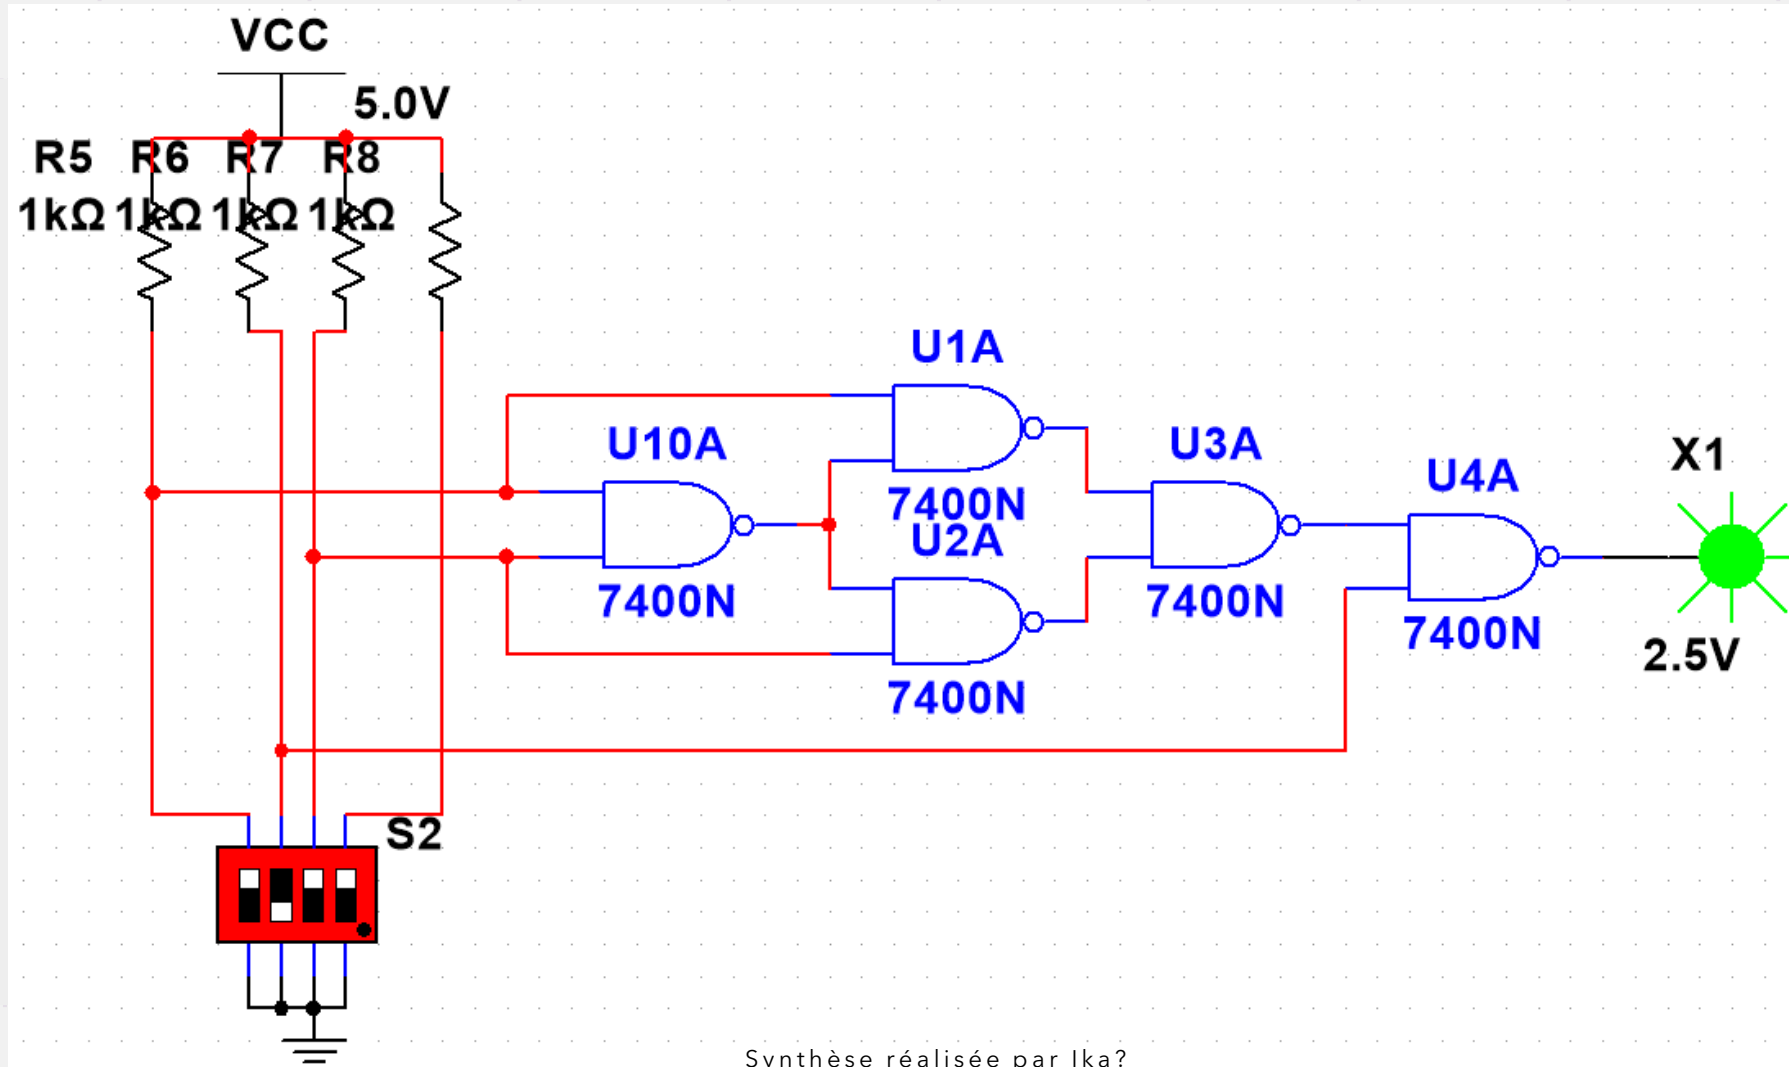 VCC
5.0V
R5 R6 R7 R8
1kΩ 1kΩ 1kΩ 1kΩ
U1A
7400N
U10A
7400N
U2A
7400N
U3A
7400N
U4A
7400N
X1
2.5V
S2
Synthèse réalisée par Ika?